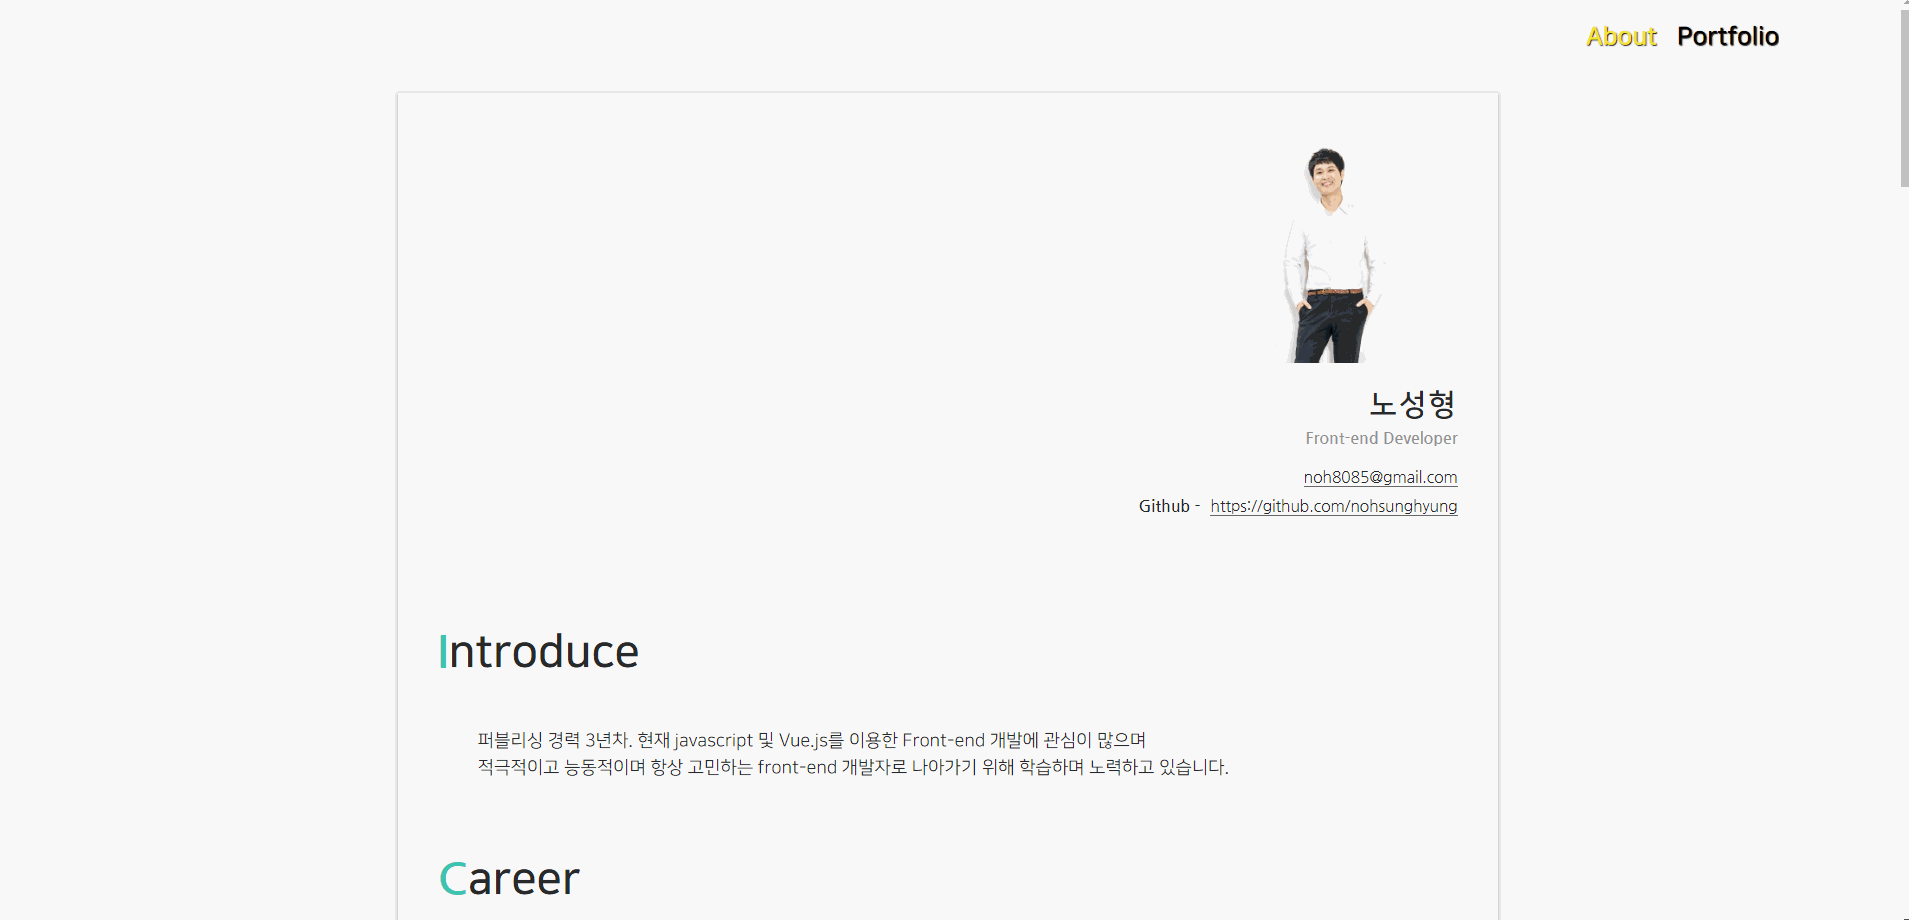 About Portfolio
노성형
Front-end Developer
noh8085@gmail.com
Github - https://github.com/nohsunghyung
Introduce
퍼블리싱 경력 3년차. 현재 javascript 및 Vue.js를 이용한 Front-end 개발에 관심이 많으며
적극적이고 능동적이며 항상 고민하는 front-end 개발자로 나아가기 위해 학습하며 노력하고 있습니다.
Career